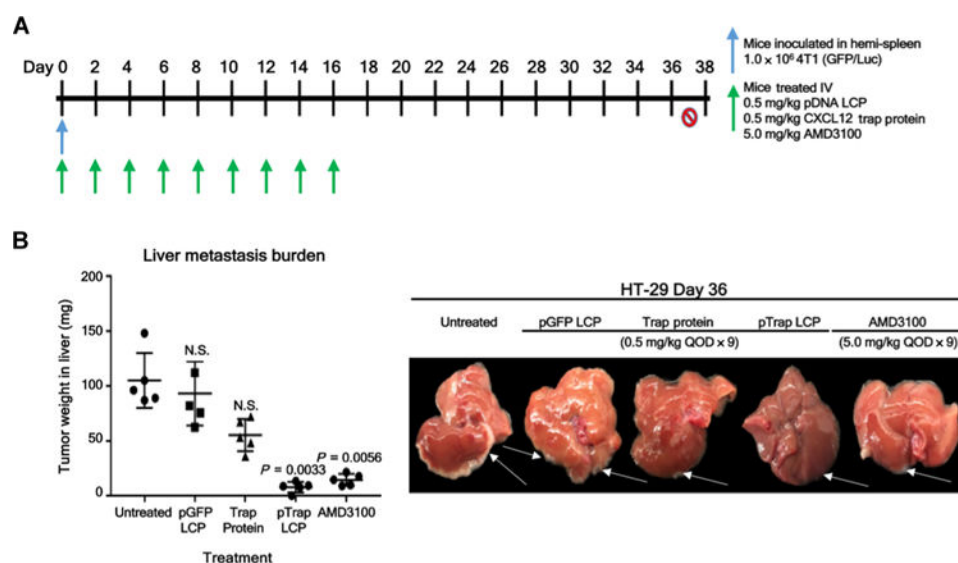 A
Day 0 2 4 6 8 10 12 14 16 18 20 22 24 26 28 30 32 34 36 38
Mice inoculated in hemi-spleen
1.0 × 10⁶ 4T1 (GFP/Luc)
Mice treated IV
0.5 mg/kg pDNA LCP
0.5 mg/kg CXCL12 trap protein
5.0 mg/kg AMD3100
B
Liver metastasis burden
Tumor weight in liver (mg)
200
150
100
50
0
N.S.
N.S.
P = 0.0033
P = 0.0056
Untreated
pGFP
LCP
Trap
Protein
pTrap
LCP
AMD3100
Treatment
HT-29 Day 36
Untreated pGFP LCP Trap protein pTrap LCP AMD3100
(0.5 mg/kg QOD × 9) (5.0 mg/kg QOD × 9)